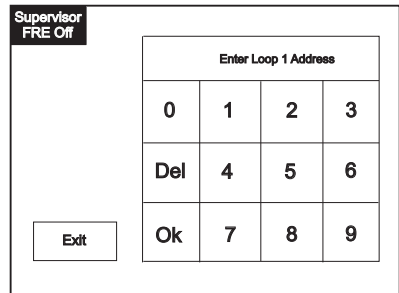 Supervisor
FRE Off
Enter Loop 1 Address
0 1 2 3
Del 4 5 6
Exit Ok 7 8 9